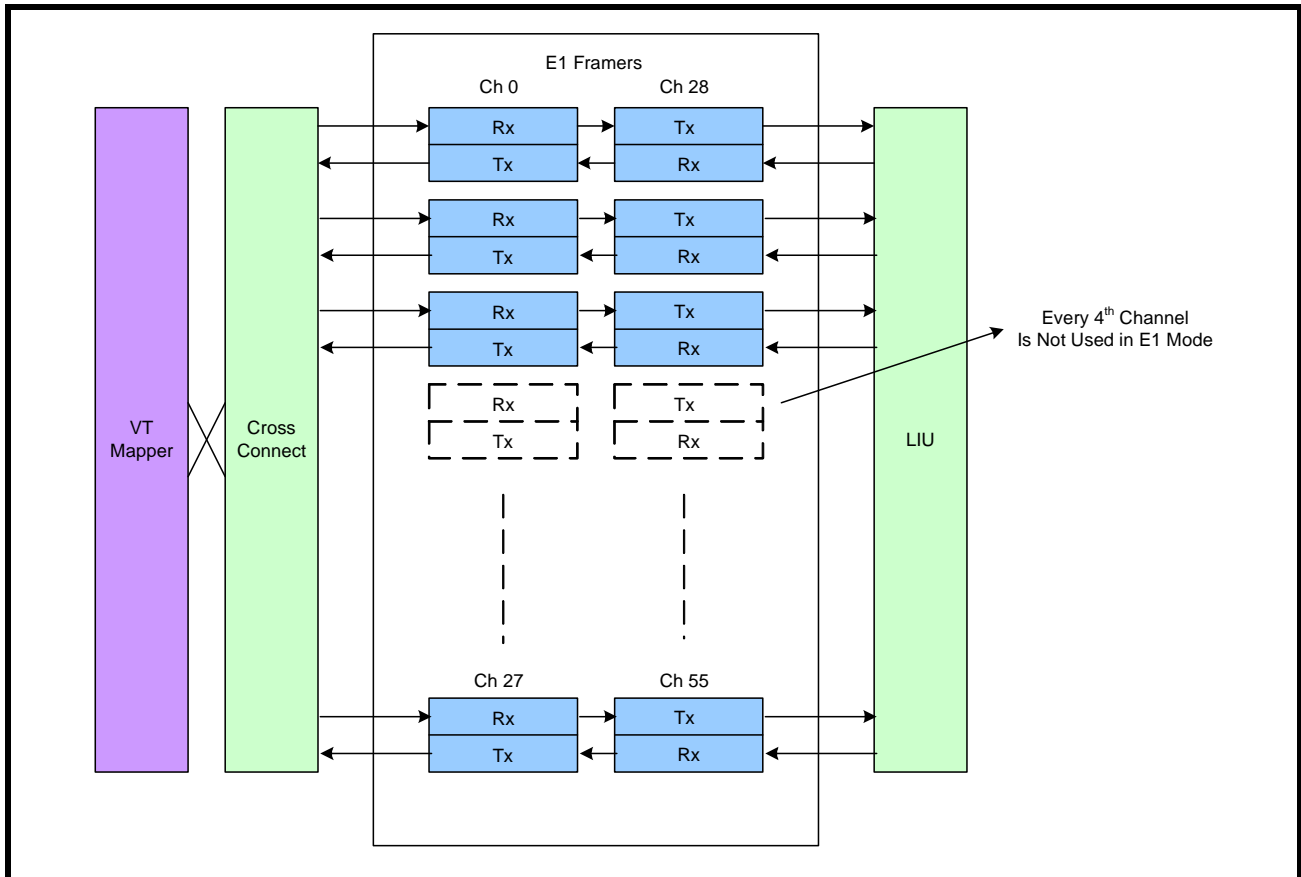 E1 Framers
Ch 0 Ch 28
Rx Tx
Tx Rx
Rx Tx
Tx Rx
Rx Tx
Tx Rx
Every 4th Channel
Is Not Used in E1 Mode
Rx Tx
Tx Rx
VT
Mapper
Cross
Connect
LIU
Ch 27 Ch 55
Rx Tx
Tx Rx